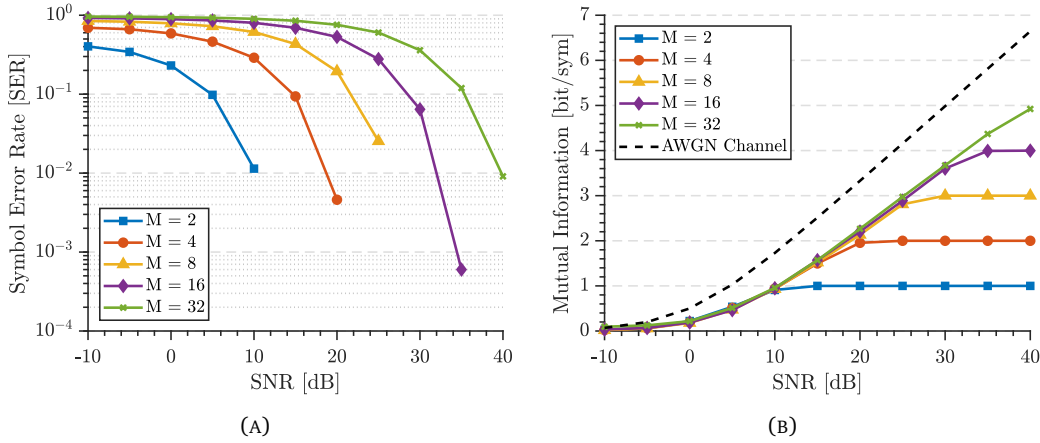 10⁰
10⁻¹
10⁻²
10⁻³
10⁻⁴
Symbol Error Rate [SER]
M = 2
M = 4
M = 8
M = 16
M = 32
-10 0 10 20 30 40
SNR [dB]
(A)
7
6
5
4
3
2
1
0
Mutual Information [bit/sym]
M = 2
M = 4
M = 8
M = 16
M = 32
AWGN Channel
-10 0 10 20 30 40
SNR [dB]
(B)